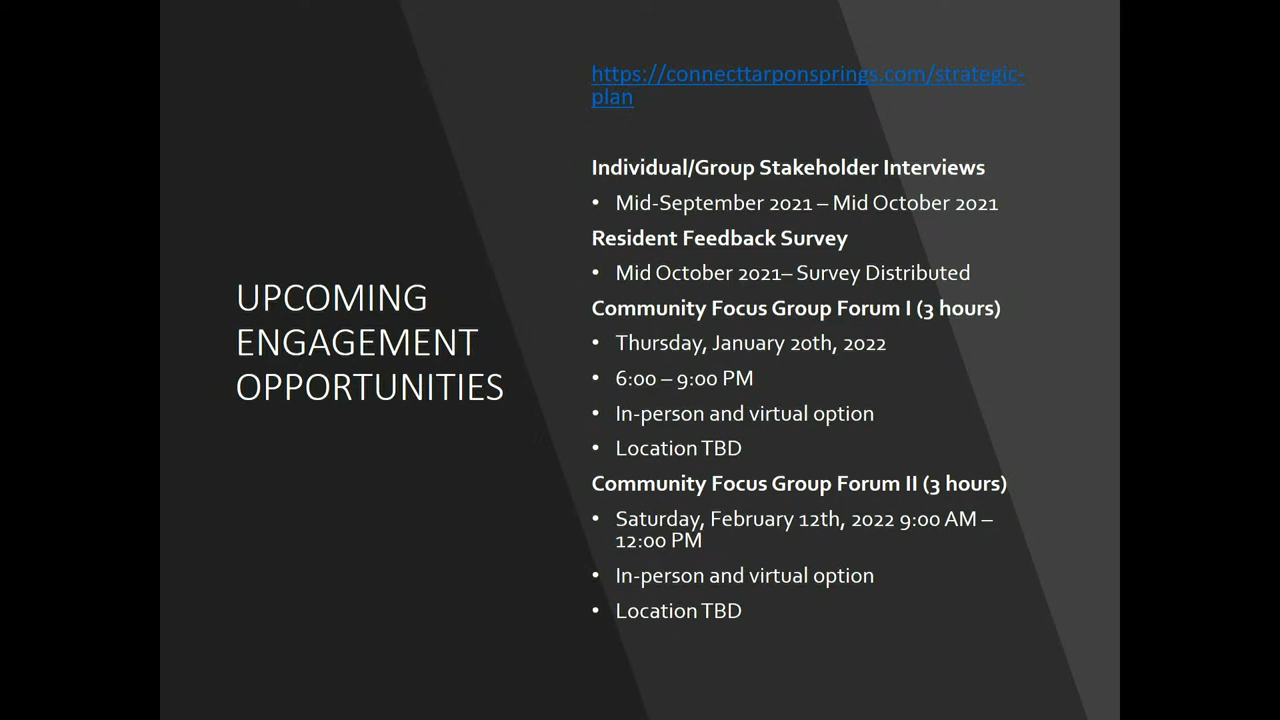 https://connecttarponsprings.com/strategic-
plan
Individual/Group Stakeholder Interviews
• Mid-September 2021 – Mid October 2021
Resident Feedback Survey
• Mid October 2021– Survey Distributed
Community Focus Group Forum I (3 hours)
• Thursday, January 20th, 2022
• 6:00 – 9:00 PM
• In-person and virtual option
• Location TBD
Community Focus Group Forum II (3 hours)
• Saturday, February 12th, 2022 9:00 AM –
12:00 PM
• In-person and virtual option
• Location TBD
UPCOMING
ENGAGEMENT
OPPORTUNITIES